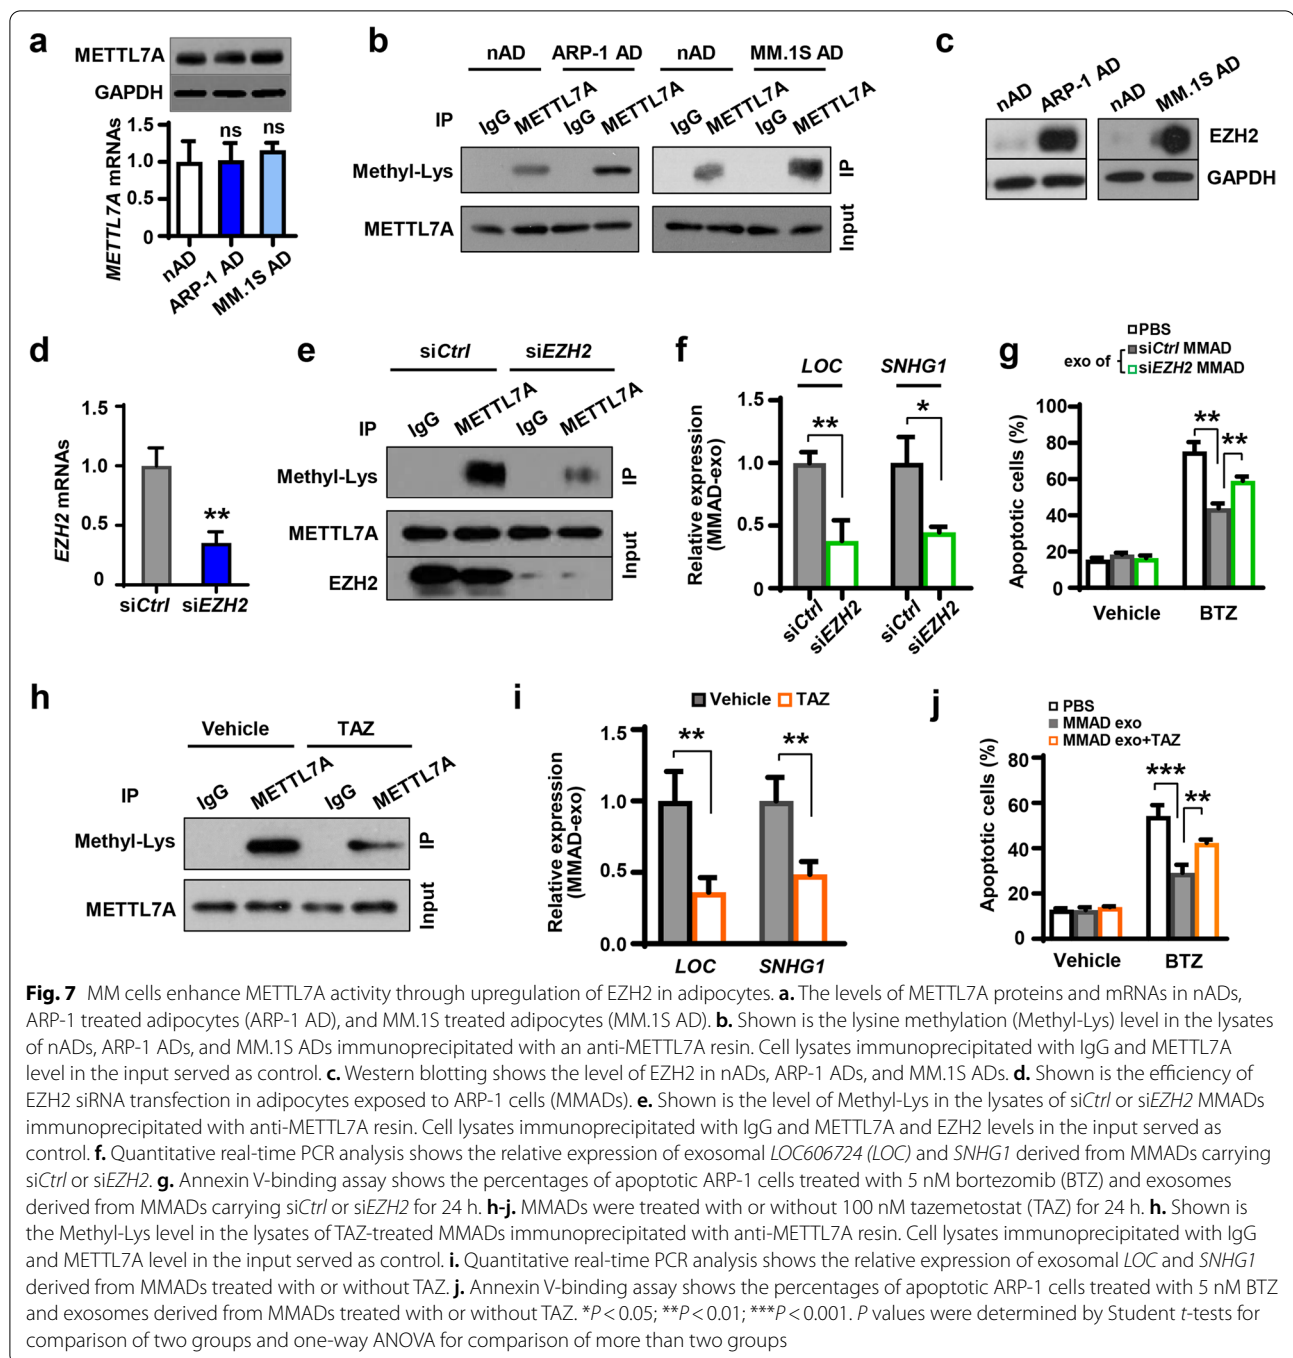 a
METTL7A
GAPDH
METTL7A mRNAs
1.5
1.0
0.5
0
ns
ns
nAD
ARP-1 AD
MM.1S AD
b
nAD
ARP-1 AD
nAD
MM.1S AD
IP
IgG
METTL7A
IgG
METTL7A
IgG
METTL7A
IgG
METTL7A
Methyl-Lys
IP
METTL7A
Input
c
nAD
ARP-1 AD
nAD
MM.1S AD
EZH2
GAPDH
d
EZH2 mRNAs
1.5
1.0
0.5
0
**
siCtrl
siEZH2
e
siCtrl
siEZH2
IP
IgG
METTL7A
IgG
METTL7A
Methyl-Lys
IP
METTL7A
EZH2
Input
f
LOC
SNHG1
Relative expression
(MMAD-exo)
1.5
1.0
0.5
0
**
*
siCtrl
siEZH2
siCtrl
siEZH2
g
PBS
exo of
siCtrl MMAD
siEZH2 MMAD
Apoptotic cells (%)
100
80
60
40
20
0
**
**
Vehicle
BTZ
h
Vehicle
TAZ
IP
IgG
METTL7A
IgG
METTL7A
Methyl-Lys
IP
METTL7A
Input
i
Vehicle
TAZ
Relative expression
(MMAD-exo)
1.5
1.0
0.5
0.0
**
**
LOC
SNHG1
j
PBS
MMAD exo
MMAD exo+TAZ
Apoptotic cells (%)
80
60
40
20
0
***
**
Vehicle
BTZ
Fig. 7 MM cells enhance METTL7A activity through upregulation of EZH2 in adipocytes. a. The levels of METTL7A proteins and mRNAs in nADs,
ARP-1 treated adipocytes (ARP-1 AD), and MM.1S treated adipocytes (MM.1S AD). b. Shown is the lysine methylation (Methyl-Lys) level in the lysates
of nADs, ARP-1 ADs, and MM.1S ADs immunoprecipitated with an anti-METTL7A resin. Cell lysates immunoprecipitated with IgG and METTL7A
level in the input served as control. c. Western blotting shows the level of EZH2 in nADs, ARP-1 ADs, and MM.1S ADs. d. Shown is the efficiency of
EZH2 siRNA transfection in adipocytes exposed to ARP-1 cells (MMADs). e. Shown is the level of Methyl-Lys in the lysates of siCtrl or siEZH2 MMADs
immunoprecipitated with anti-METTL7A resin. Cell lysates immunoprecipitated with IgG and METTL7A and EZH2 levels in the input served as
control. f. Quantitative real-time PCR analysis shows the relative expression of exosomal LOC606724 (LOC) and SNHG1 derived from MMADs carrying
siCtrl or siEZH2. g. Annexin V-binding assay shows the percentages of apoptotic ARP-1 cells treated with 5 nM bortezomib (BTZ) and exosomes
derived from MMADs carrying siCtrl or siEZH2 for 24 h. h-j. MMADs were treated with or without 100 nM tazemetostat (TAZ) for 24 h. h. Shown is
the Methyl-Lys level in the lysates of TAZ-treated MMADs immunoprecipitated with anti-METTL7A resin. Cell lysates immunoprecipitated with IgG
and METTL7A level in the input served as control. i. Quantitative real-time PCR analysis shows the relative expression of exosomal LOC and SNHG1
derived from MMADs treated with or without TAZ. j. Annexin V-binding assay shows the percentages of apoptotic ARP-1 cells treated with 5 nM BTZ
and exosomes derived from MMADs treated with or without TAZ. *P < 0.05; **P < 0.01; ***P < 0.001. P values were determined by Student t-tests for
comparison of two groups and one-way ANOVA for comparison of more than two groups